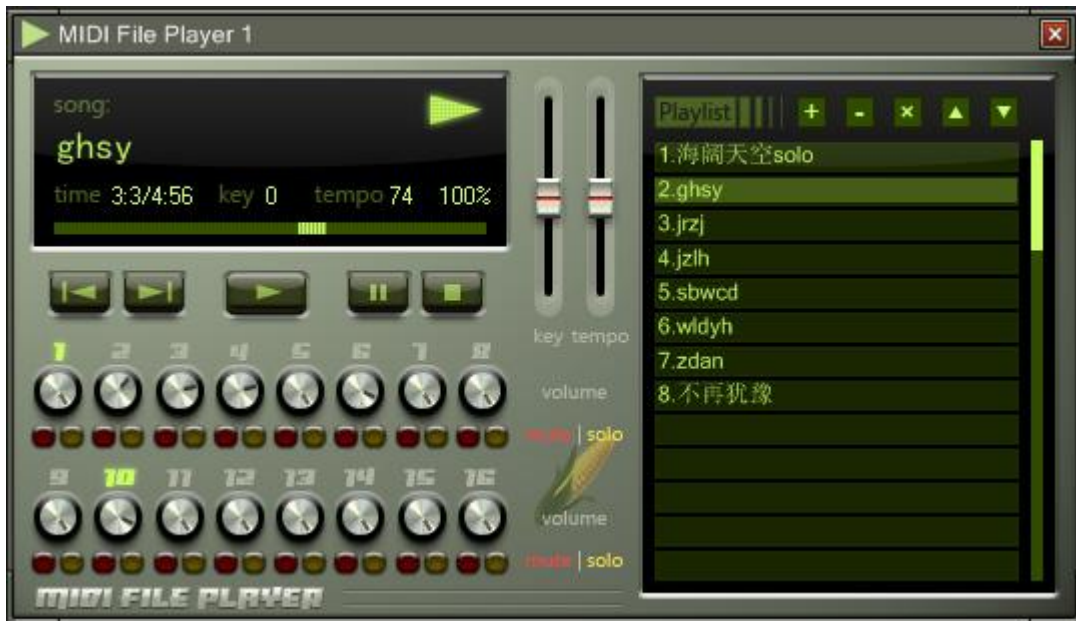 MIDI File Player 1
song:
ghsy
time 3:3/4:56 key 0 tempo 74 100%
key tempo
1 2 3 4 5 6 7 8
volume
mute | solo
9 10 11 12 13 14 15 16
volume
mute | solo
MIDI FILE PLAYER
Playlist + - × ▲ ▼
1.海阔天空solo
2.ghsy
3.jrzj
4.jzlh
5.sbwcd
6.wldyh
7.zdan
8.不再犹豫